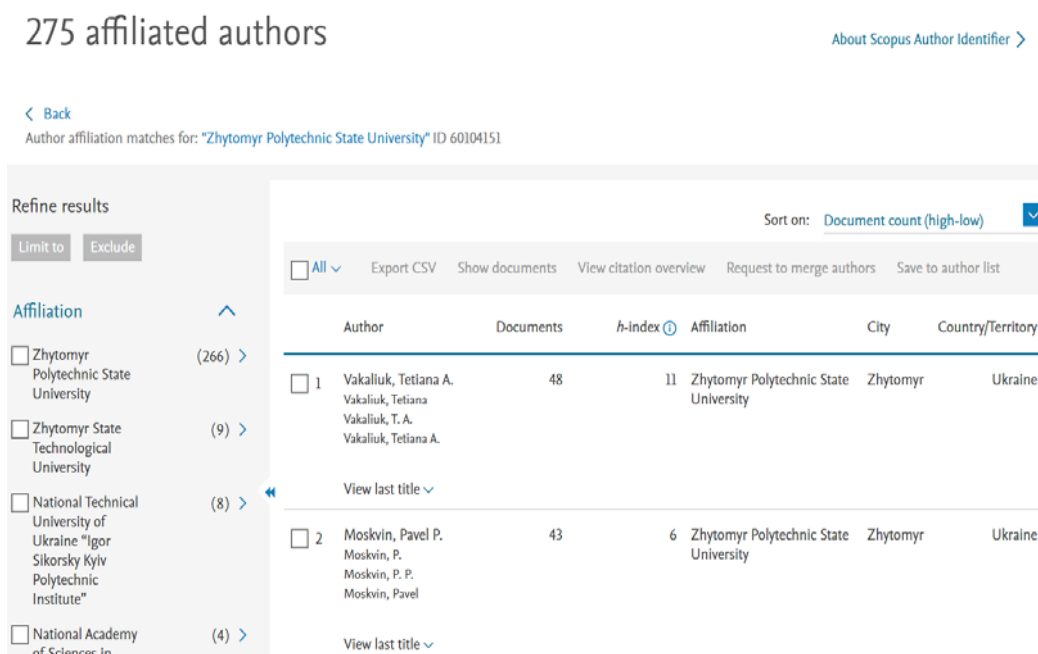 275 affiliated authors
About Scopus Author Identifier
Back
Author affiliation matches for: "Zhytomyr Polytechnic State University" ID 60104151
Refine results
Limit to Exclude
Affiliation
Zhytomyr (266)
Polytechnic State
University
Zhytomyr State (9)
Technological
University
National Technical (8)
University of
Ukraine "Igor
Sikorsky Kyiv
Polytechnic
Institute"
National Academy (4)
of Sciences in
Sort on: Document count (high-low)
All Export CSV Show documents View citation overview Request to merge authors Save to author list
Author Documents h-index Affiliation City Country/Territory
1 Vakaliuk, Tetiana A. 48 11 Zhytomyr Polytechnic State Zhytomyr Ukraine
Vakaliuk, Tetiana University
Vakaliuk, T. A.
Vakaliuk, Tetiana A.
View last title
2 Moskvin, Pavel P. 43 6 Zhytomyr Polytechnic State Zhytomyr Ukraine
Moskvin, P. University
Moskvin, P. P.
Moskvin, Pavel
View last title